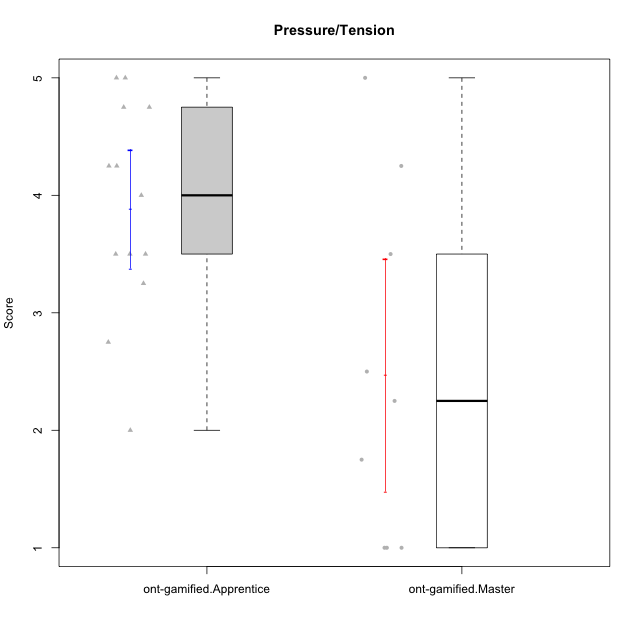 Pressure/Tension
Score
5
4
3
2
1
ont-gamified.Apprentice
ont-gamified.Master